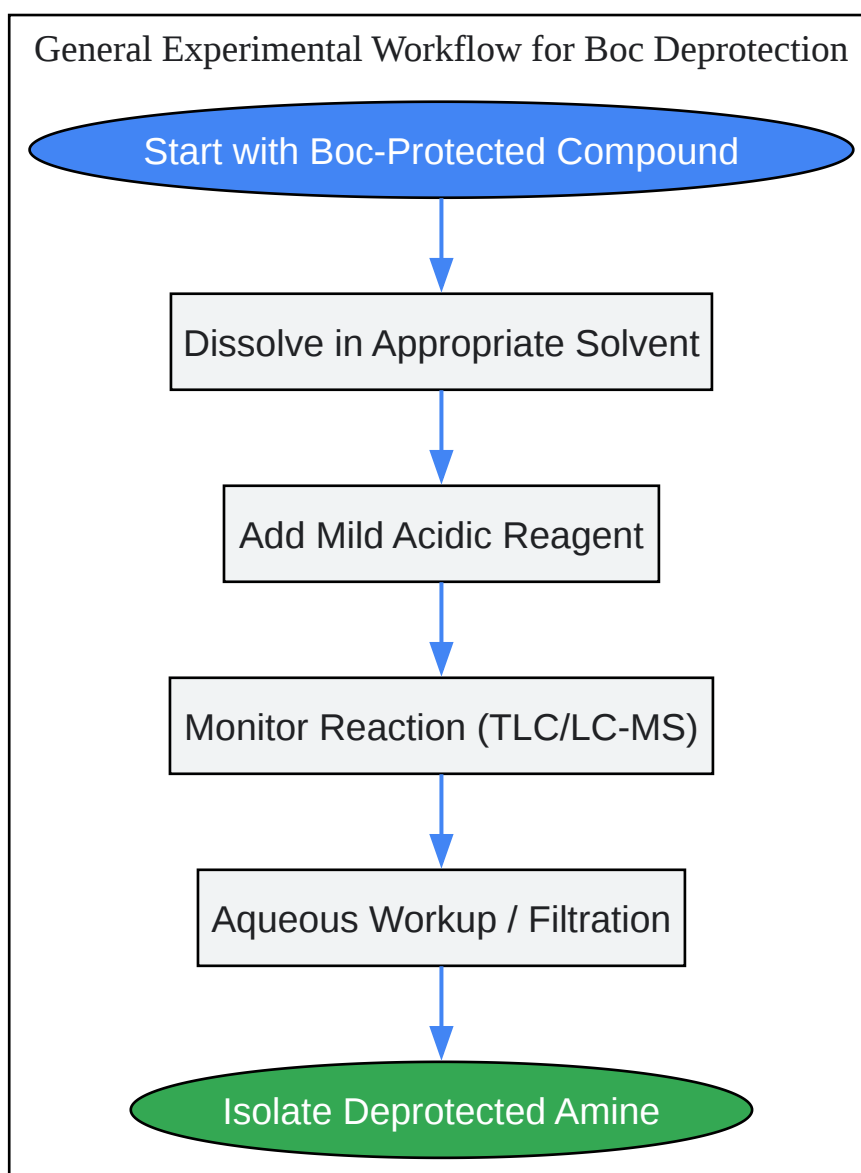 General Experimental Workflow for Boc Deprotection
Start with Boc-Protected Compound
Dissolve in Appropriate Solvent
Add Mild Acidic Reagent
Monitor Reaction (TLC/LC-MS)
Aqueous Workup / Filtration
Isolate Deprotected Amine